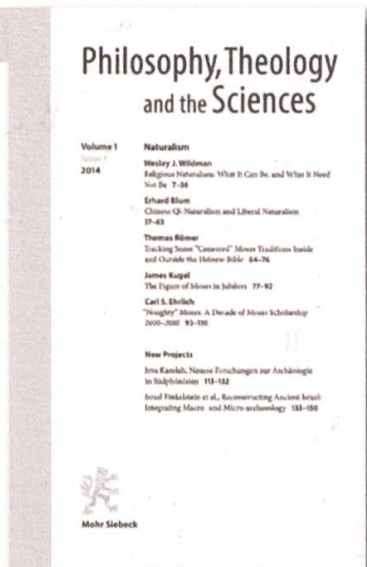 Philosophy, Theology
and the Sciences
Volume 1
Issue 1
2014
Naturalism
Wesley J. Wildman
Religious Naturalism: What It Can Be, and What It Need
Not Be 7–36
Erhard Blum
Chinese Qi-Naturalism and Liberal Naturalism
37–63
Thomas Römer
Tracking Some "Censored" Moses Traditions Inside
and Outside the Hebrew Bible 64–76
James Kugel
The Figure of Moses in Jubilees 77–92
Carl S. Ehrlich
"Noughty" Moses: A Decade of Moses Scholarship
2000–2010 93–110
New Projects
Jens Kamlah, Neuere Forschungen zur Archäologie
in Südphönizien 113–132
Israel Finkelstein et al., Reconstructing Ancient Israel:
Integrating Macro- and Micro-archaeology 133–150
Mohr Siebeck